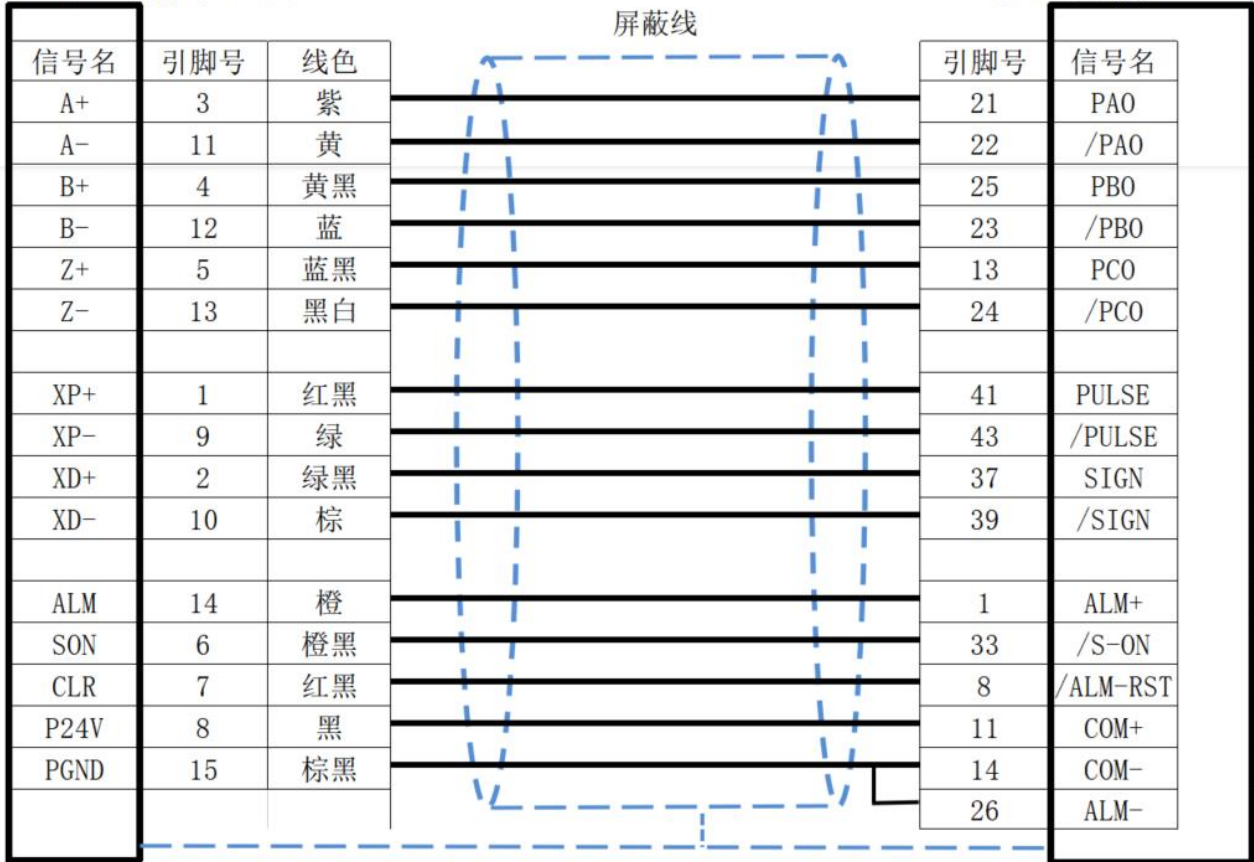 屏蔽线
信号名 引脚号 线色 引脚号 信号名
A+ 3 紫 21 PAO
A- 11 黄 22 /PAO
B+ 4 黄黑 25 PBO
B- 12 蓝 23 /PBO
Z+ 5 蓝黑 13 PCO
Z- 13 黑白 24 /PCO
XP+ 1 红黑 41 PULSE
XP- 9 绿 43 /PULSE
XD+ 2 绿黑 37 SIGN
XD- 10 棕 39 /SIGN
ALM 14 橙 1 ALM+
SON 6 橙黑 33 /S-ON
CLR 7 红黑 8 /ALM-RST
P24V 8 黑 11 COM+
PGND 15 棕黑 14 COM-
26 ALM-